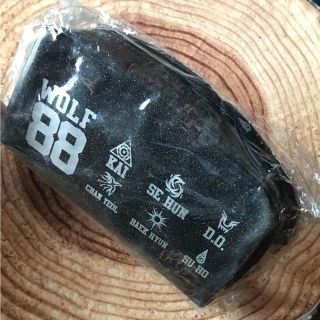 WOLF
88
KAI
SE HUN
D.O.
CHAN YEOL
BAEK HYUN
SU HO